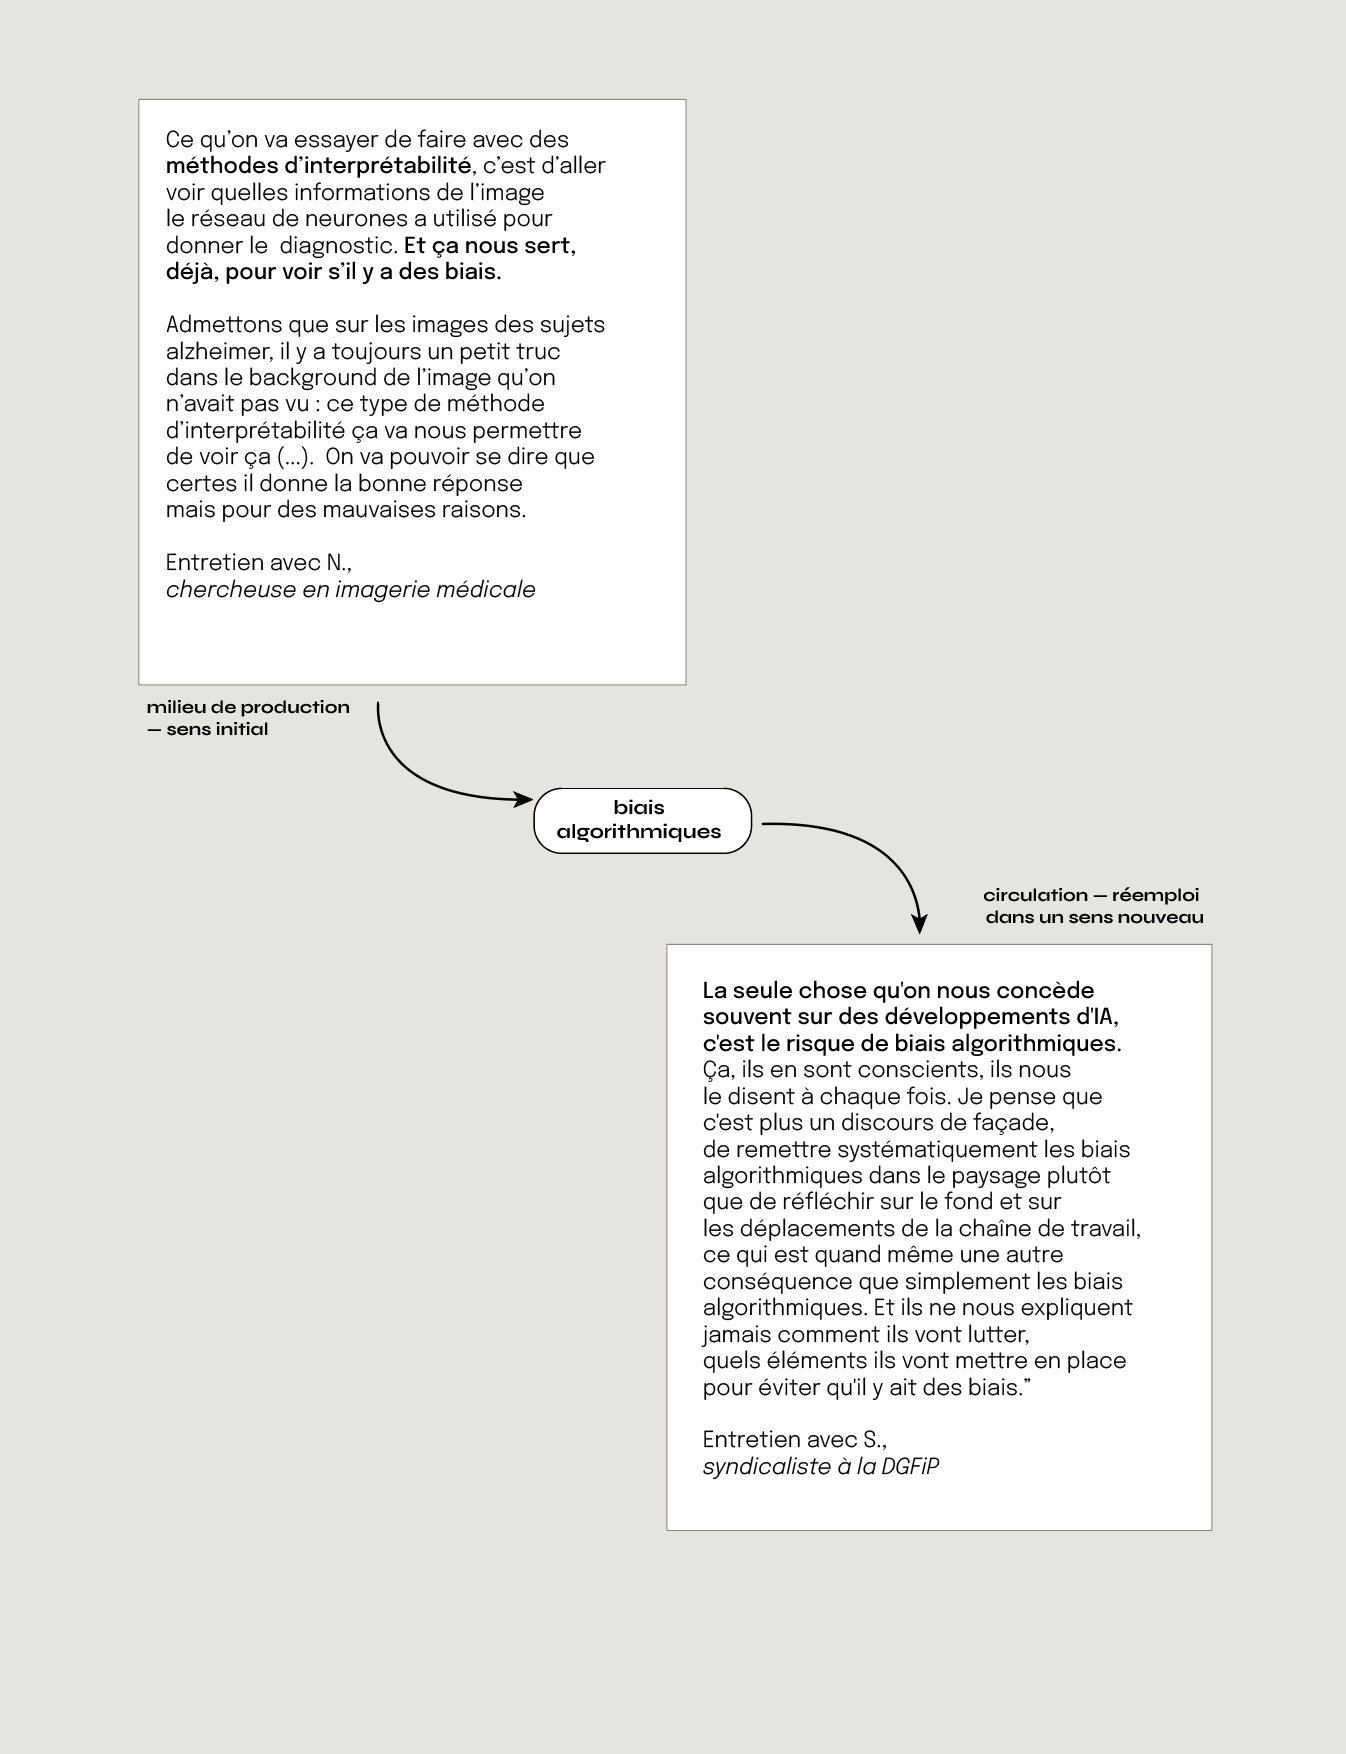 Ce qu’on va essayer de faire avec des
méthodes d’interprétabilité, c’est d’aller
voir quelles informations de l’image
le réseau de neurones a utilisé pour
donner le  diagnostic. Et ça nous sert,
déjà, pour voir s’il y a des biais.
Admettons que sur les images des sujets
alzheimer, il y a toujours un petit truc
dans le background de l’image qu’on
n’avait pas vu : ce type de méthode
d’interprétabilité ça va nous permettre
de voir ça (...).  On va pouvoir se dire que
certes il donne la bonne réponse
mais pour des mauvaises raisons.
Entretien avec N.,
chercheuse en imagerie médicale
milieu de production
— sens initial
biais
algorithmiques
circulation — réemploi
dans un sens nouveau
La seule chose qu'on nous concède
souvent sur des développements d'IA,
c'est le risque de biais algorithmiques.
Ça, ils en sont conscients, ils nous
le disent à chaque fois. Je pense que
c'est plus un discours de façade,
de remettre systématiquement les biais
algorithmiques dans le paysage plutôt
que de réfléchir sur le fond et sur
les déplacements de la chaîne de travail,
ce qui est quand même une autre
conséquence que simplement les biais
algorithmiques. Et ils ne nous expliquent
jamais comment ils vont lutter,
quels éléments ils vont mettre en place
pour éviter qu'il y ait des biais.”
Entretien avec S.,
syndicaliste à la DGFiP